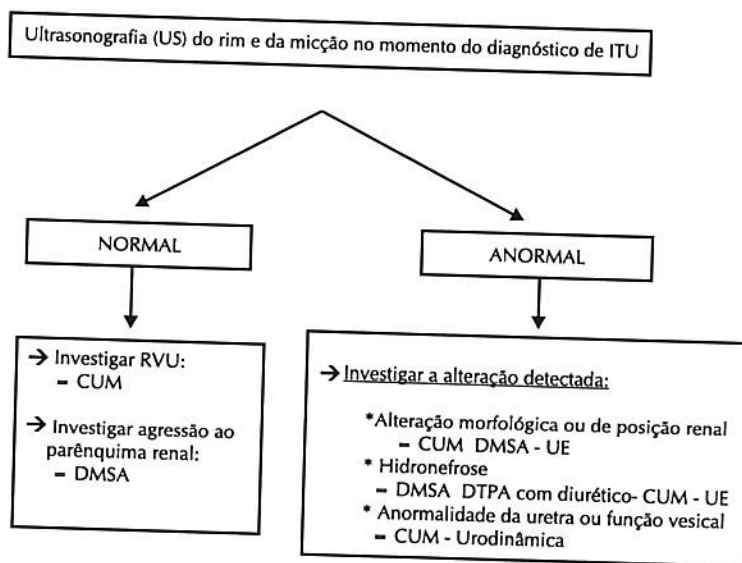 Ultrasonografia (US) do rim e da micção no momento do diagnóstico de ITU
NORMAL
ANORMAL
→ Investigar RVU:
– CUM
→ Investigar agressão ao
parênquima renal:
– DMSA
→ Investigar a alteração detectada:
*Alteração morfológica ou de posição renal
– CUM DMSA - UE
* Hidronefrose
– DMSA DTPA com diurético- CUM - UE
* Anormalidade da uretra ou função vesical
– CUM - Urodinâmica